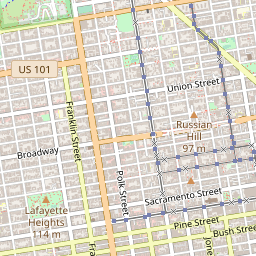 US 101
Union Street
Franklin Street
Russian
Hill
97 m
Broadway
Polk Street
Sacramento Street
Lafayette
Heights
114 m
Pine Street
Bush Street